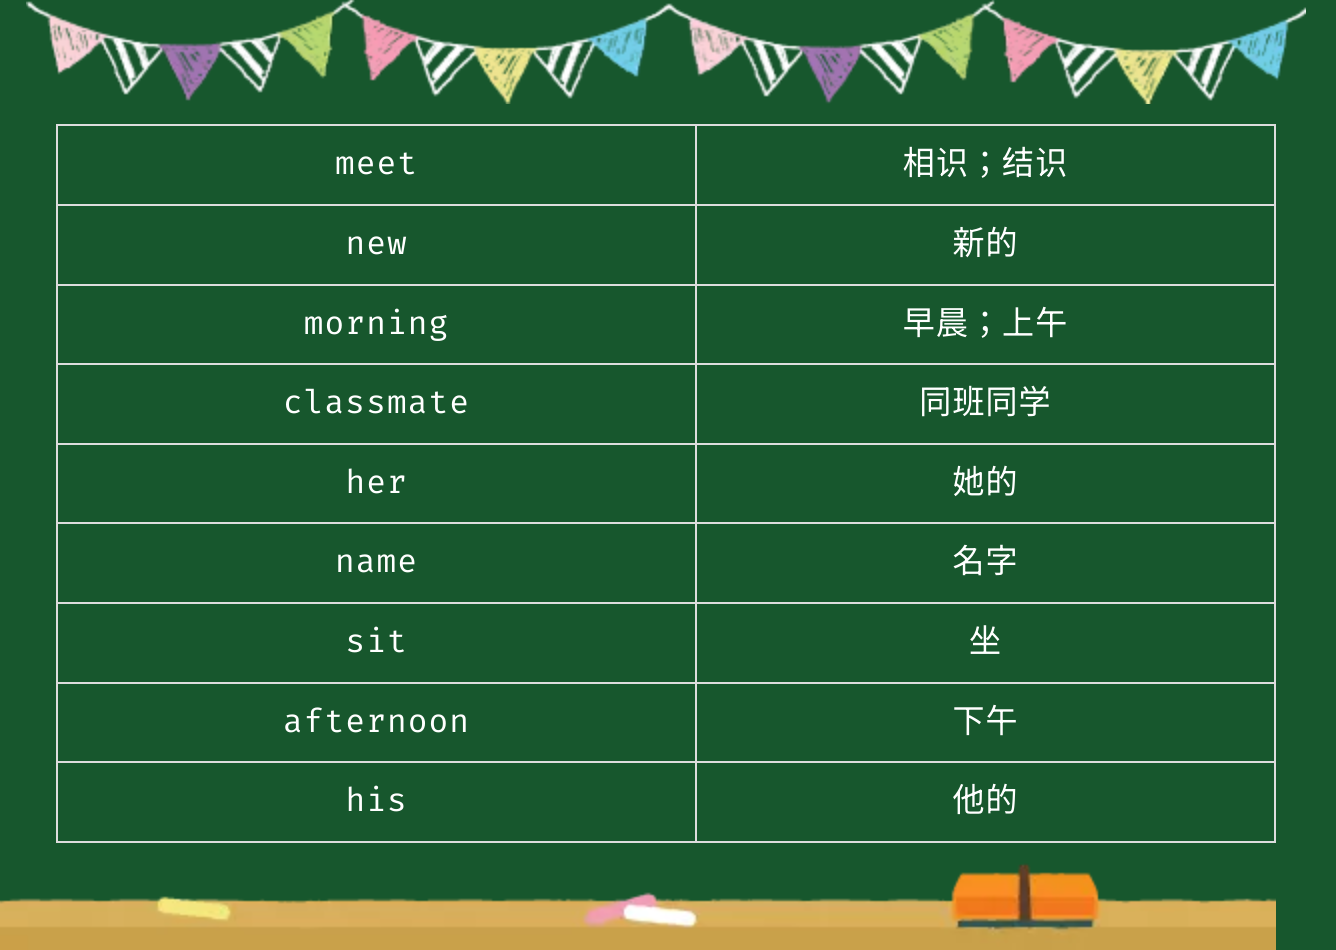 meet 相识；结识
new 新的
morning 早晨；上午
classmate 同班同学
her 她的
name 名字
sit 坐
afternoon 下午
his 他的